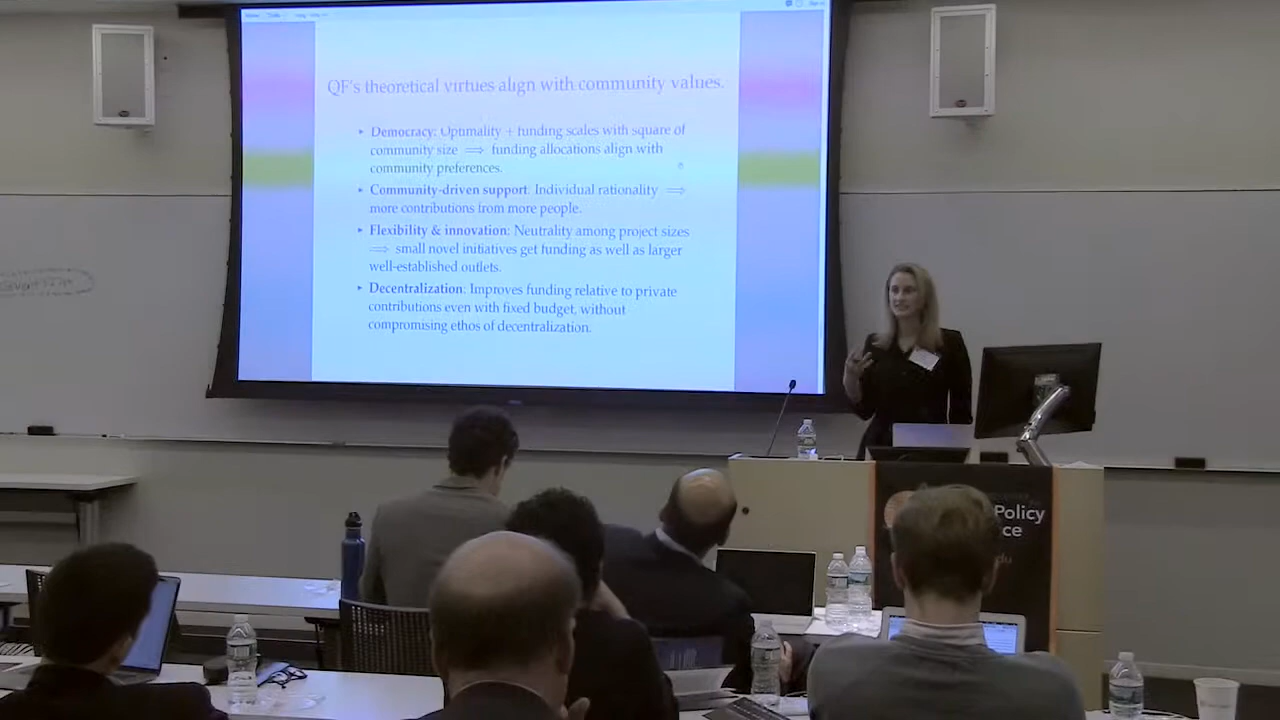 QF's theoretical virtues align with community values.
▸ Democracy: Optimality + funding scales with square of
community size ⟹ funding allocations align with
community preferences.
▸ Community-driven support: Individual rationality ⟹
more contributions from more people.
▸ Flexibility & innovation: Neutrality among project sizes
⟹ small novel initiatives get funding as well as larger
well-established outlets.
▸ Decentralization: Improves funding relative to private
contributions even with fixed budget, without
compromising ethos of decentralization.
Policy
ce
du